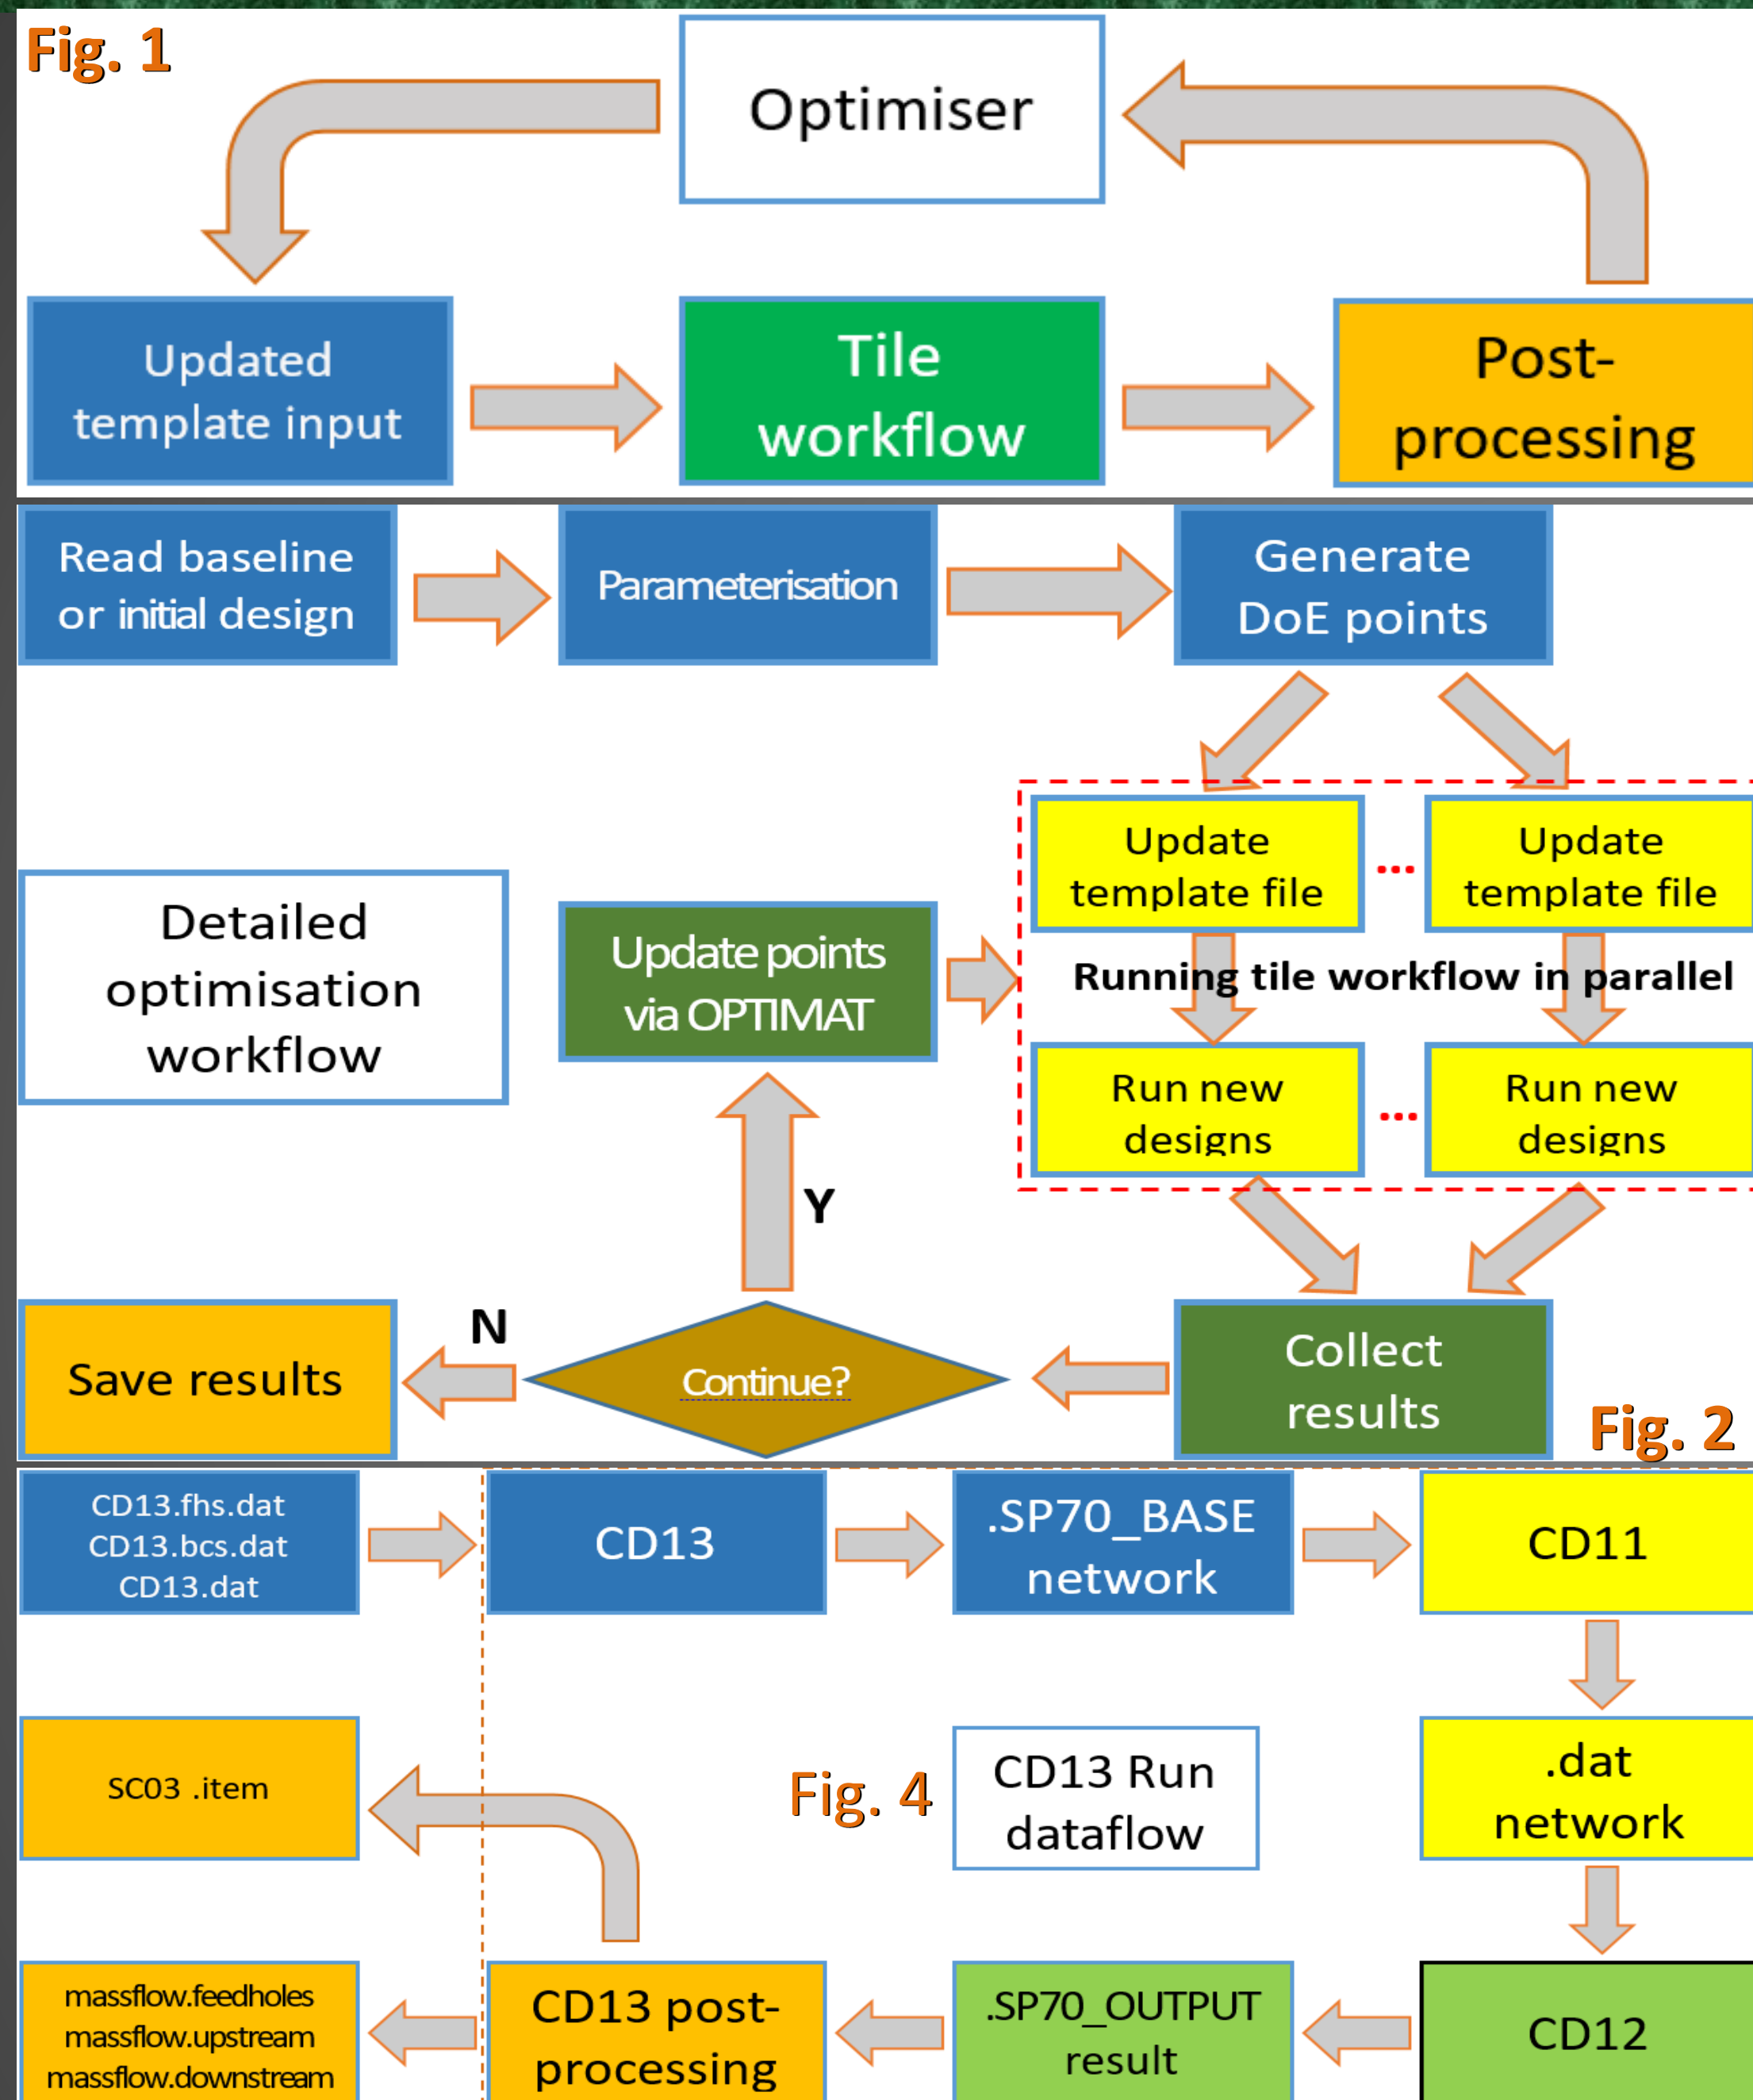 Fig. 1
Optimiser
Updated
template input
Tile
workflow
Post-
processing
Read baseline
or initial design
Parameterisation
Generate
DoE points
Update
template file
...
Update
template file
Detailed
optimisation
workflow
Update points
via OPTIMAT
Running tile workflow in parallel
Run new
designs
...
Run new
designs
Y
N
Save results
Continue?
Collect
results
Fig. 2
CD13.fhs.dat
CD13.bcs.dat
CD13.dat
CD13
.SP70_BASE
network
CD11
SC03 .item
Fig. 4
CD13 Run
dataflow
.dat
network
massflow.feedholes
massflow.upstream
massflow.downstream
CD13 post-
processing
.SP70_OUTPUT
result
CD12